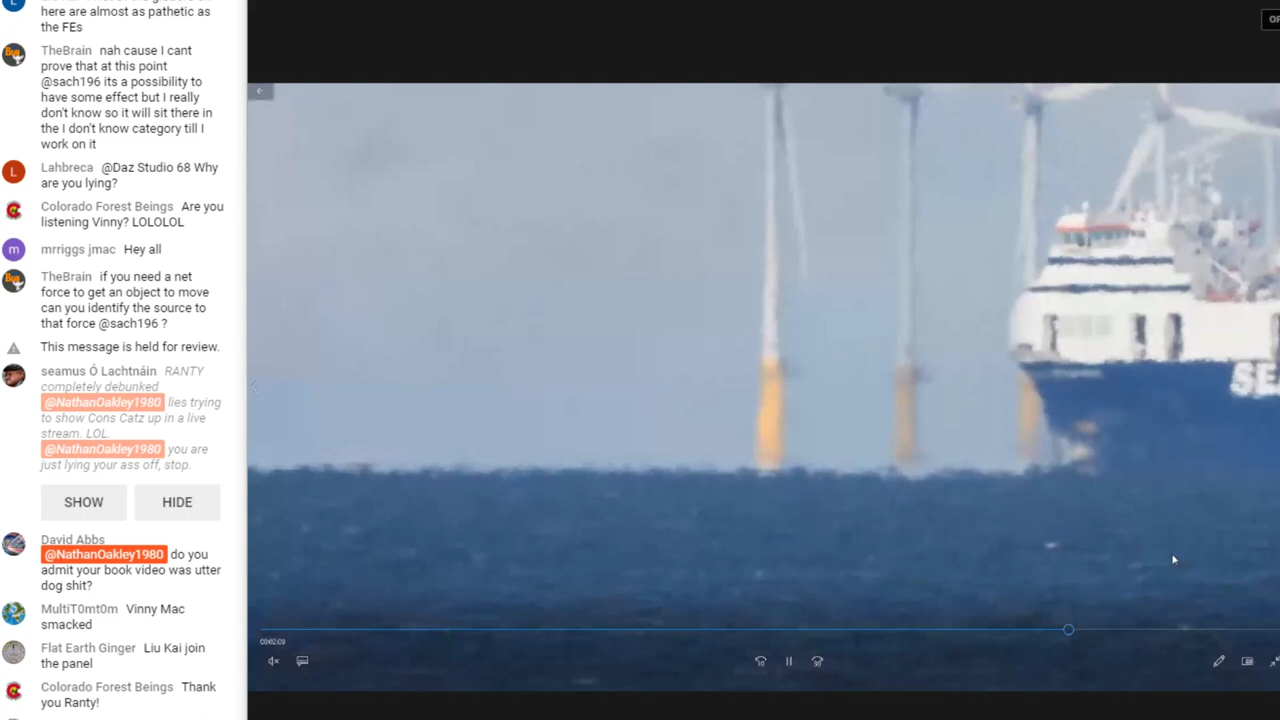 here are almost as pathetic as
the FEs
TheBrain nah cause I cant
prove that at this point
@sach196 its a possibility to
have some effect but I really
don't know so it will sit there in
the I don't know category till I
work on it
L
Lahbreca @Daz Studio 68 Why
are you lying?
Colorado Forest Beings Are you
listening Vinny? LOLOLOL
m
mrriggs jmac Hey all
TheBrain if you need a net
force to get an object to move
can you identify the source to
that force @sach196 ?
This message is held for review.
seamus Ó Lachtnáin RANTY
completely debunked
@NathanOakley1980 lies trying
to show Cons Catz up in a live
stream. LOL.
@NathanOakley1980 you are
just lying your ass off, stop.
SHOW HIDE
David Abbs
@NathanOakley1980 do you
admit your book video was utter
dog shit?
MultiT0mt0m Vinny Mac
smacked
Flat Earth Ginger Liu Kai join
the panel
Colorado Forest Beings Thank
you Ranty!
SEA
00:02:09
10
30